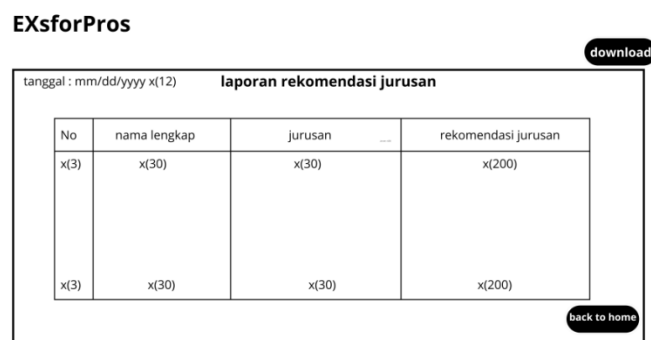 EXsforPros
download
tanggal : mm/dd/yyyy x(12) laporan rekomendasi jurusan
No nama lengkap jurusan rekomendasi jurusan
x(3) x(30) x(30) x(200)
x(3) x(30) x(30) x(200)
back to home